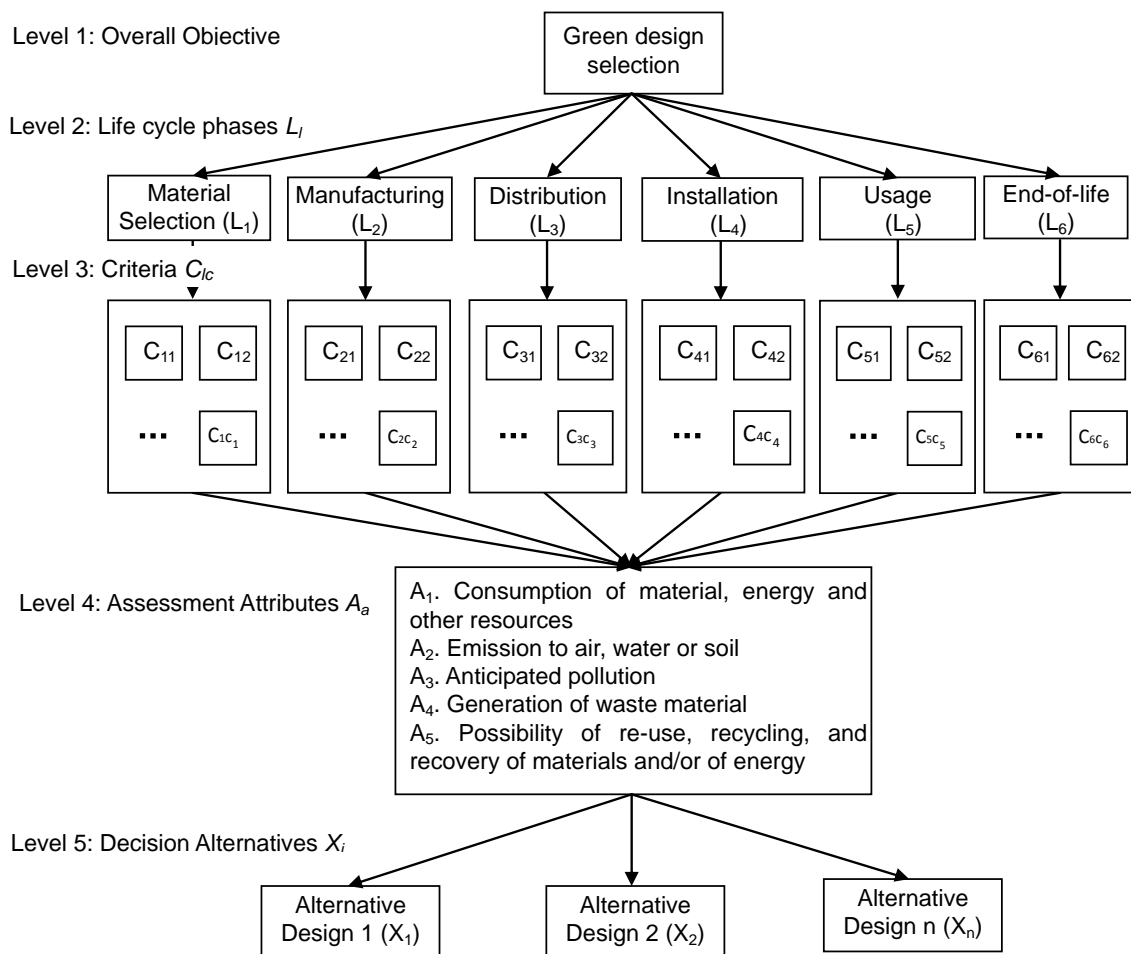 Level 1: Overall Objective
Green design
selection
Level 2: Life cycle phases Lₗ
Material
Selection (L₁)
Manufacturing
(L₂)
Distribution
(L₃)
Installation
(L₄)
Usage
(L₅)
End-of-life
(L₆)
Level 3: Criteria Cₗc
C₁₁ C₁₂
... C₁c₁
C₂₁ C₂₂
... C₂c₂
C₃₁ C₃₂
... C₃c₃
C₄₁ C₄₂
... C₄c₄
C₅₁ C₅₂
... C₅c₅
C₆₁ C₆₂
... C₆c₆
Level 4: Assessment Attributes Aₐ
A₁. Consumption of material, energy and
other resources
A₂. Emission to air, water or soil
A₃. Anticipated pollution
A₄. Generation of waste material
A₅. Possibility of re-use, recycling, and
recovery of materials and/or of energy
Level 5: Decision Alternatives Xᵢ
Alternative
Design 1 (X₁)
Alternative
Design 2 (X₂)
Alternative
Design n (Xₙ)